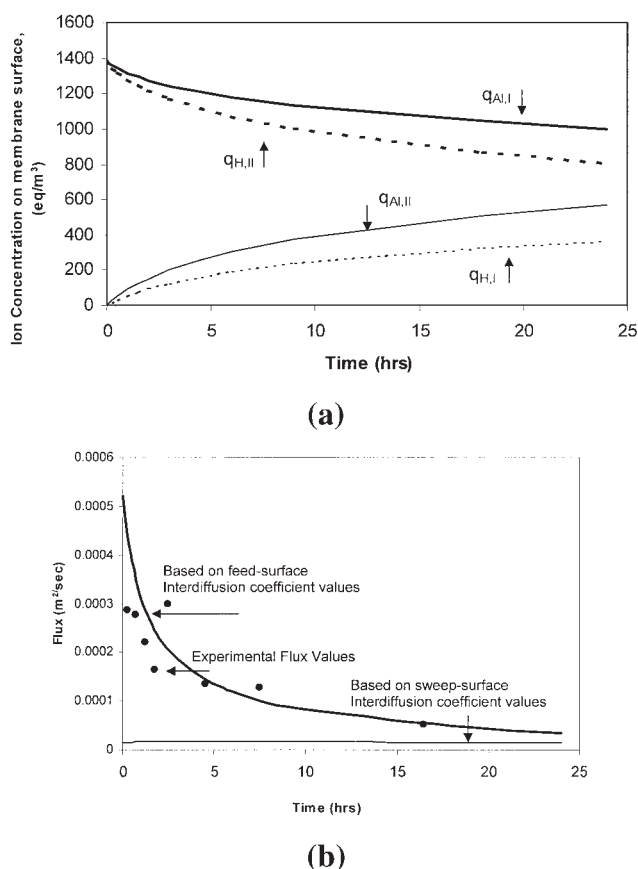 Ion Concentration on membrane surface,
(eq/m³)
1600
1400
1200
1000
800
600
400
200
0
q_Al,I
q_H,II
q_Al,II
q_H,I
0 5 10 15 20 25
Time (hrs)
(a)
Flux (m²/sec)
0.0006
0.0005
0.0004
0.0003
0.0002
0.0001
0
Based on feed-surface
Interdiffusion coefficient values
Experimental Flux Values
Based on sweep-surface
Interdiffusion coefficient values
0 5 10 15 20 25
Time (hrs)
(b)